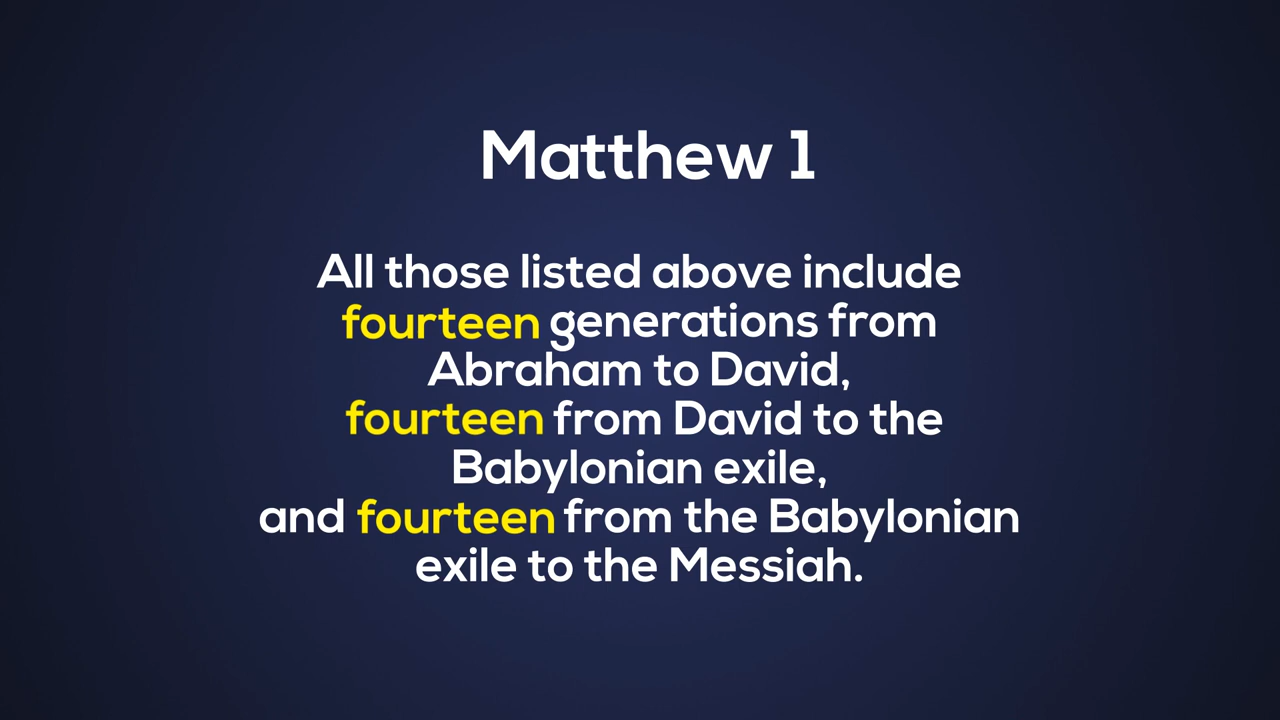 Matthew 1
All those listed above include
fourteen generations from
Abraham to David,
fourteen from David to the
Babylonian exile,
and fourteen from the Babylonian
exile to the Messiah.